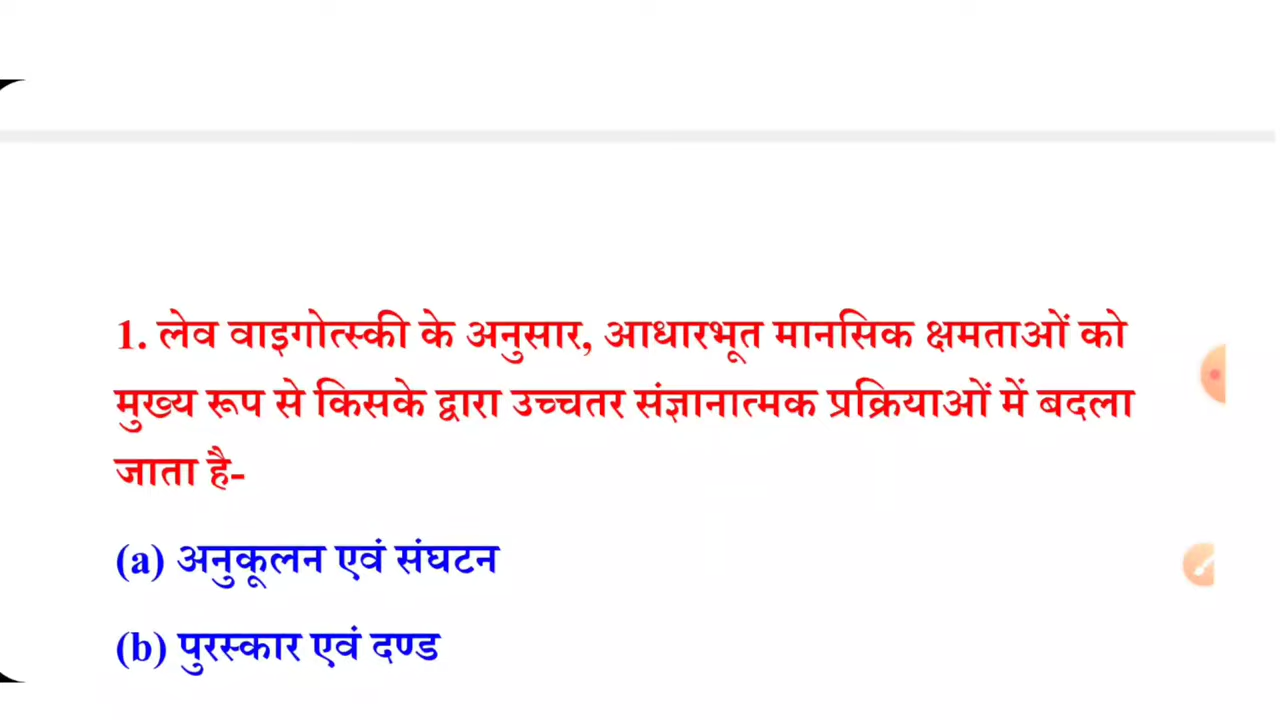 1. लेव वाइगोत्स्की के अनुसार, आधारभूत मानसिक क्षमताओं को
मुख्य रूप से किसके द्वारा उच्चतर संज्ञानात्मक प्रक्रियाओं में बदला
जाता है-
(a) अनुकूलन एवं संघटन
(b) पुरस्कार एवं दण्ड